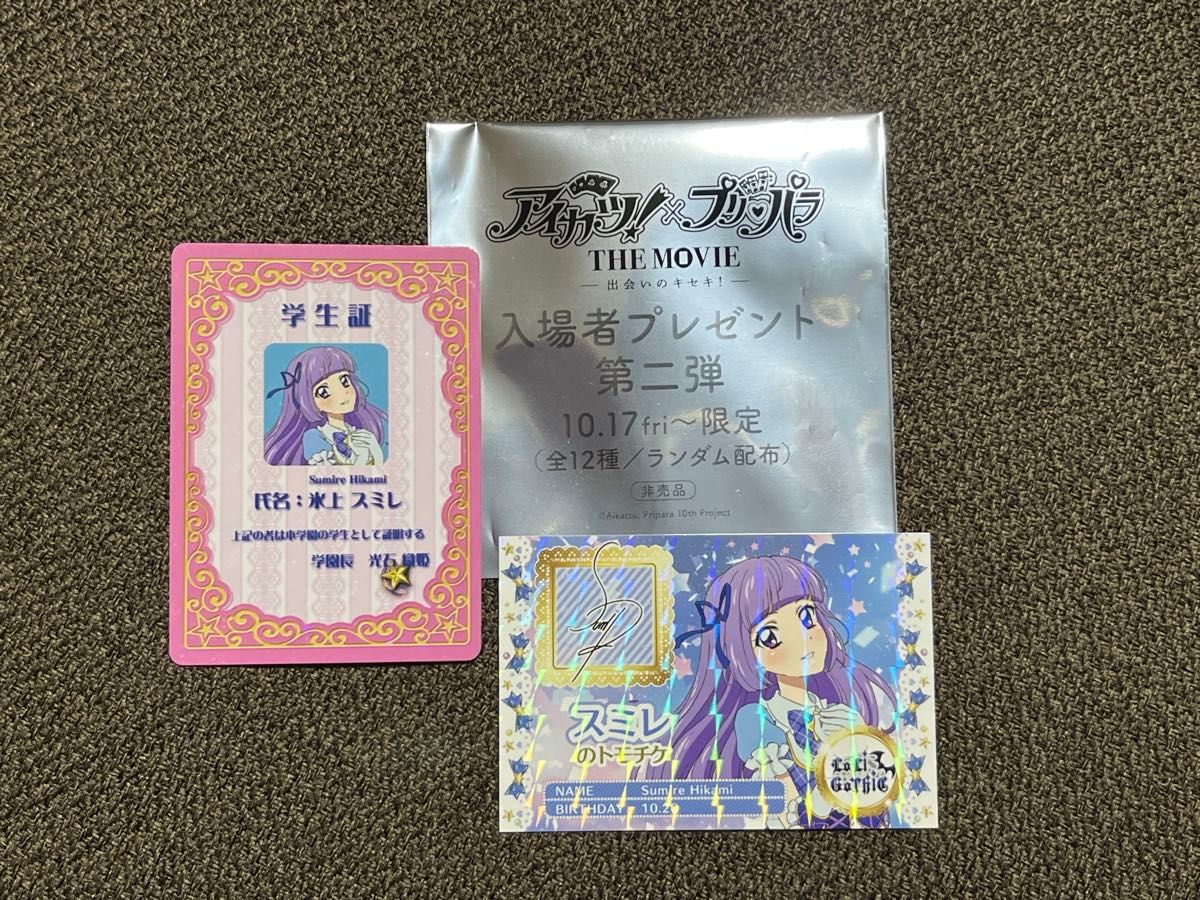 アイカツ!×プリパラ
THE MOVIE
出会いのキセキ!
入場者プレゼント
第二弾
10.17fri〜限定
(全12種/ランダム配布)
非売品
©Aikatsu, Pripara 10th Project
学生証
Sumire Hikami
氏名:氷上 スミレ
上記の者は本学園の学生として証明する
学園長 光石 織姫
スミレ
のトモチケ
NAME Sumire Hikami
BIRTHDAY 10.2
LoLi
GoThiC